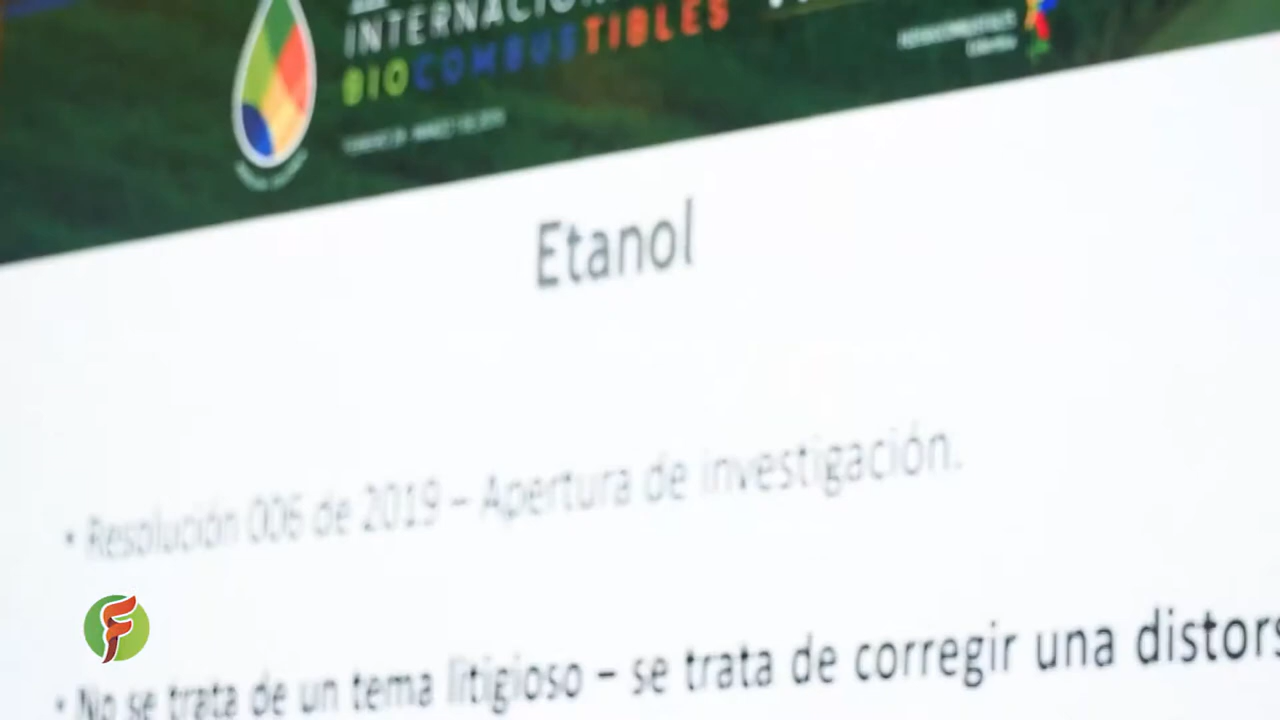 INTERNACION
BIOCOMBUSTIBLES
Etanol
• Resolución 006 de 2019 – Apertura de investigación.
F
• No se trata de un tema litigioso – se trata de corregir una distors